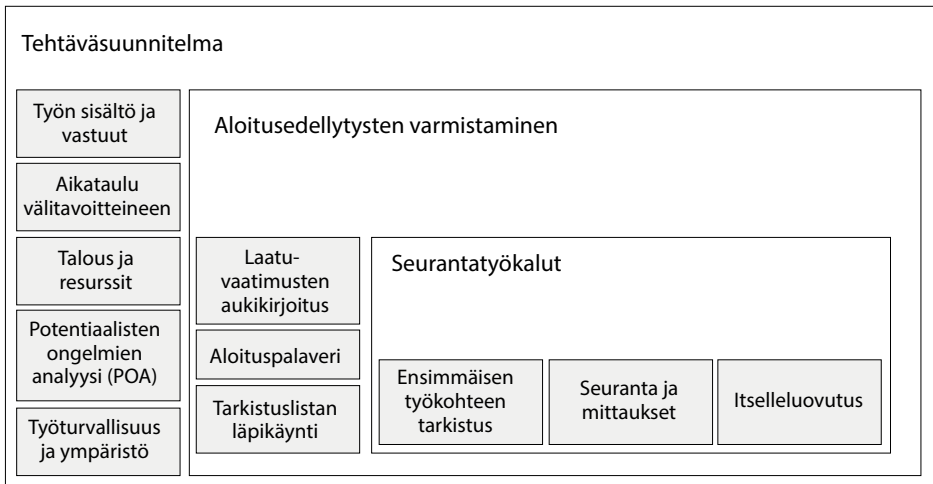 Tehtäväsuunnitelma
Työn sisältö ja
vastuut
Aikataulu
välitavoitteineen
Talous ja
resurssit
Potentiaalisten
ongelmien
analyysi (POA)
Työturvallisuus
ja ympäristö
Aloitusedellytysten varmistaminen
Laatu-
vaatimusten
aukikirjoitus
Aloituspalaveri
Tarkistuslistan
läpikäynti
Seurantatyökalut
Ensimmäisen
työkohteen
tarkistus
Seuranta ja
mittaukset
Itselleluovutus